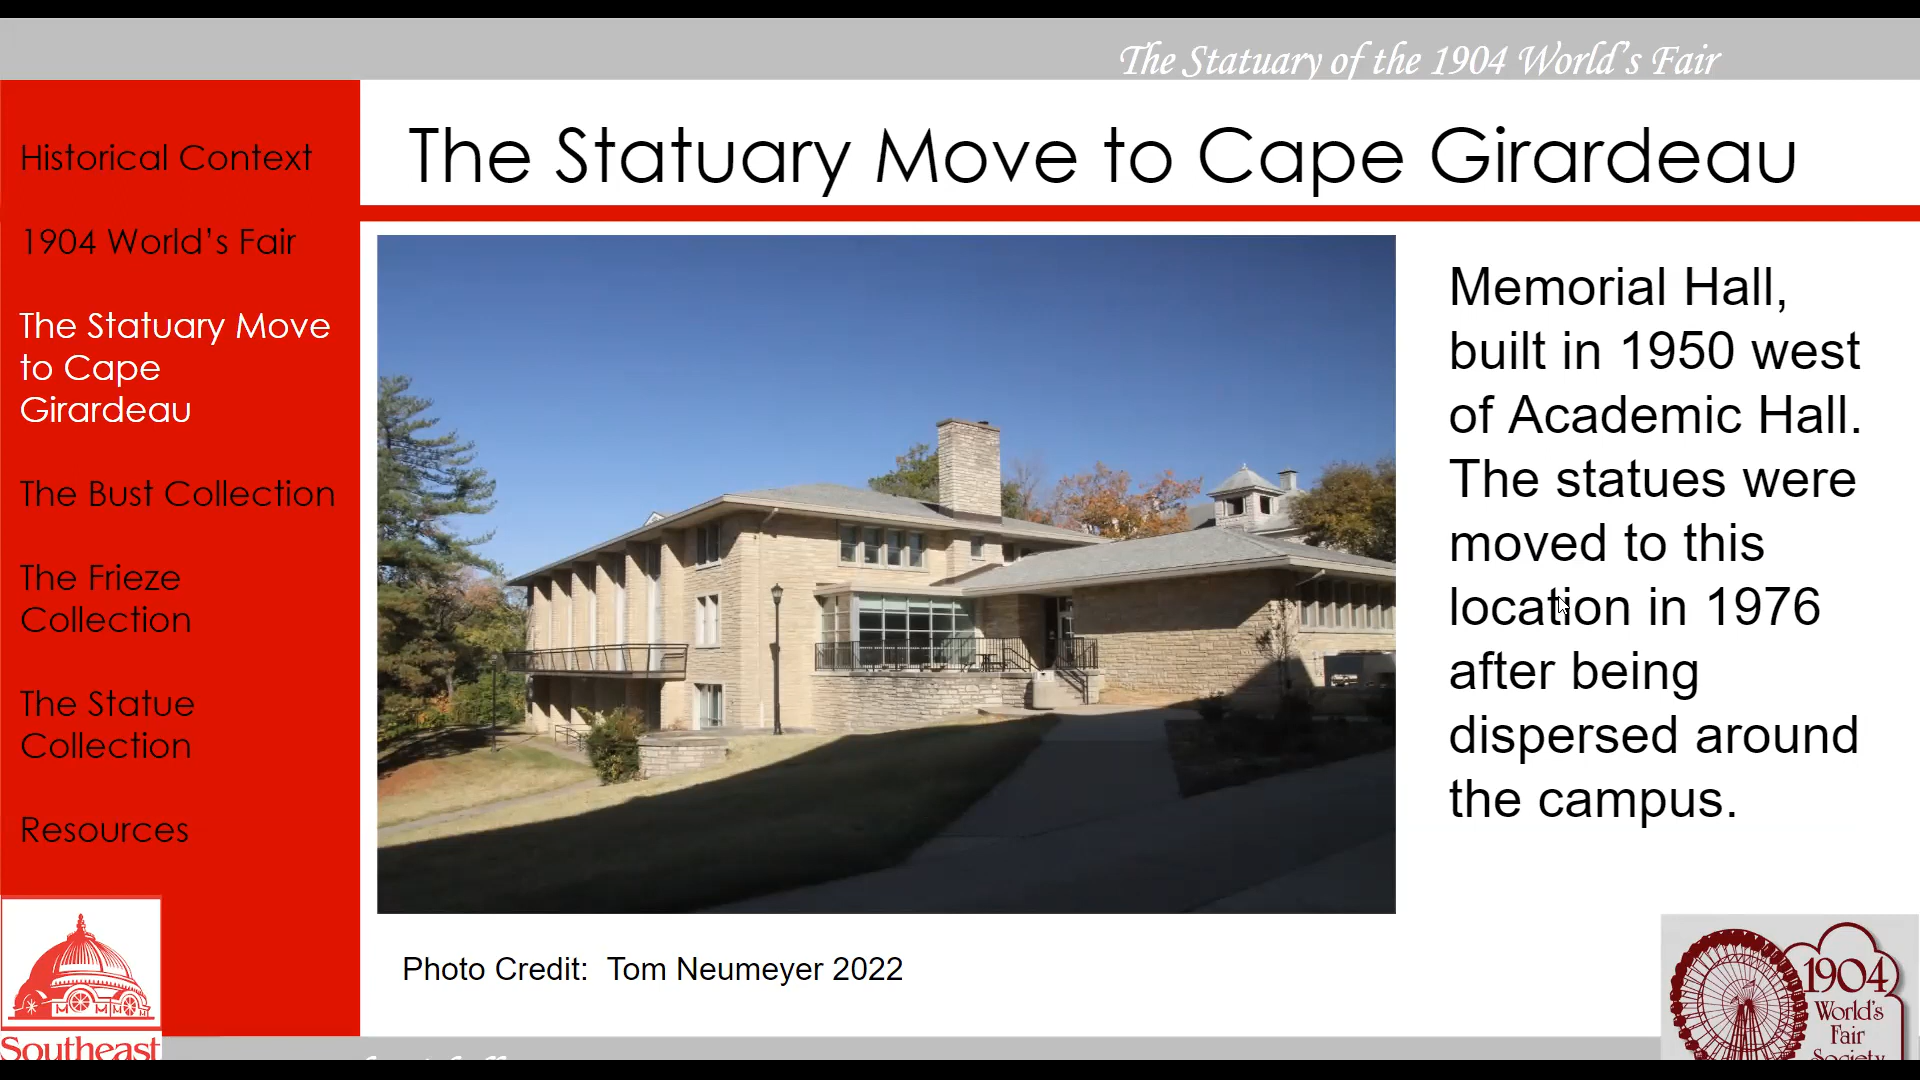 The Statuary of the 1904 World's Fair
The Statuary Move to Cape Girardeau
Historical Context
1904 World's Fair
The Statuary Move
to Cape
Girardeau
The Bust Collection
The Frieze
Collection
The Statue
Collection
Resources
Memorial Hall,
built in 1950 west
of Academic Hall.
The statues were
moved to this
location in 1976
after being
dispersed around
the campus.
Photo Credit: Tom Neumeyer 2022
Southeast
1904
World's
Fair
Society